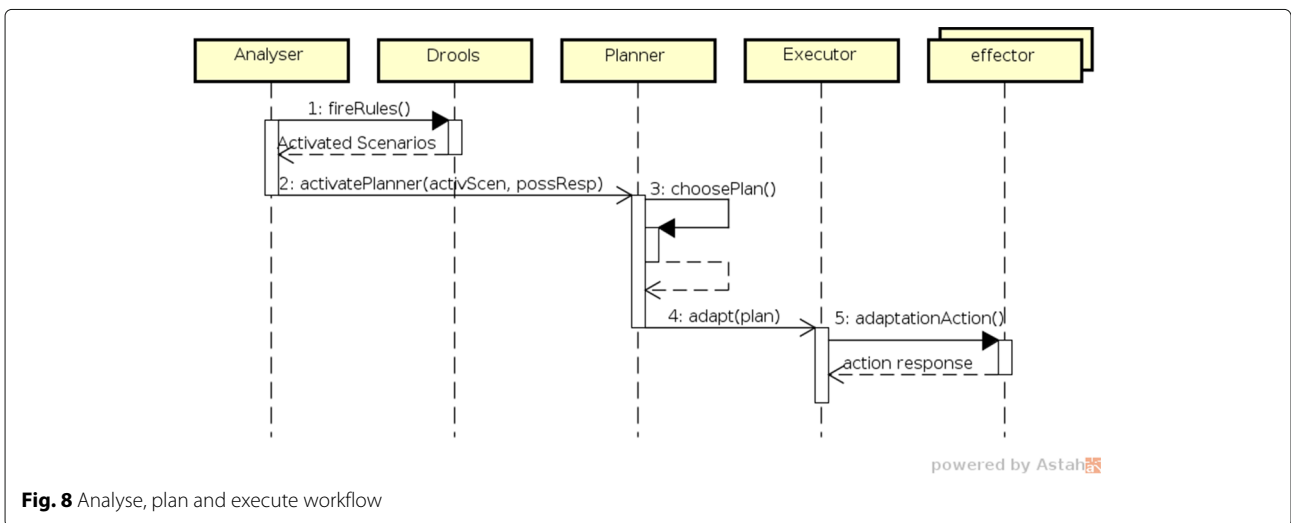 Analyser
Drools
Planner
Executor
effector
1: fireRules()
Activated Scenarios
2: activatePlanner(activScen, possResp)
3: choosePlan()
4: adapt(plan)
5: adaptationAction()
action response
powered by Astah
Fig. 8 Analyse, plan and execute workflow